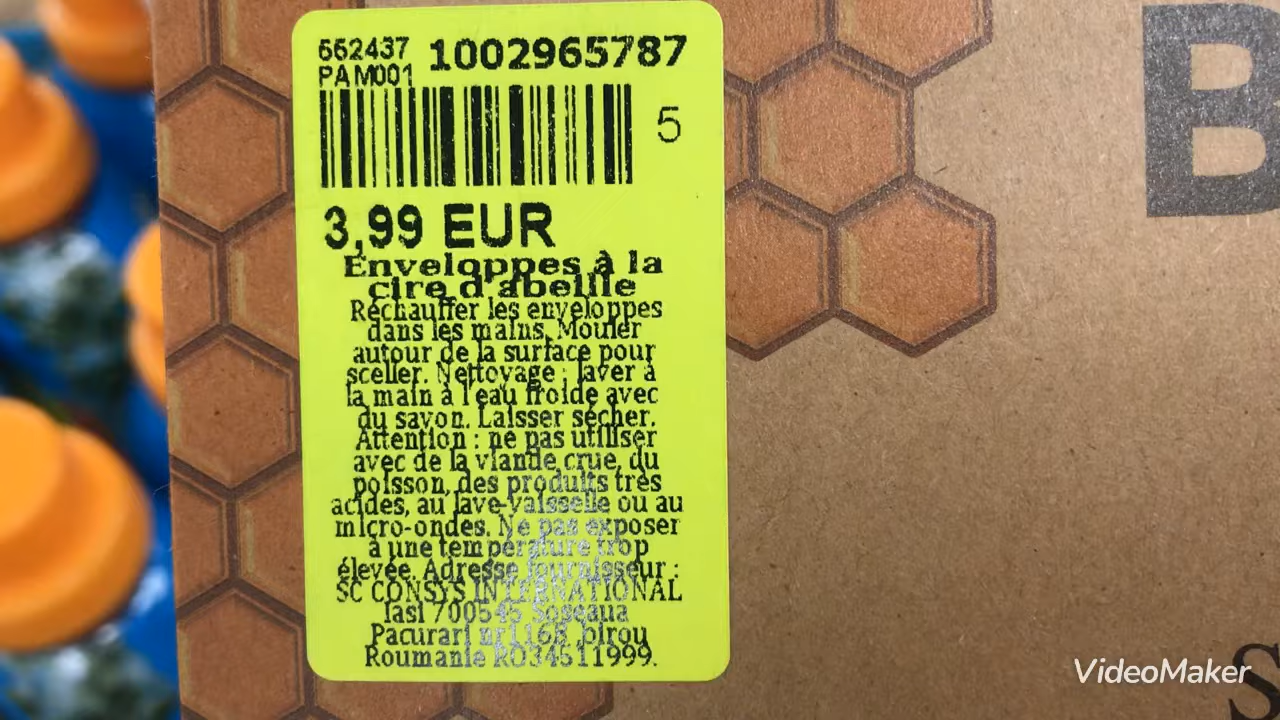 552437 1002965787
PAM001
5
3,99 EUR
Enveloppes à la
cire d'abeille
Réchauffer les enveloppes
dans les mains. Mouler
autour de la surface pour
sceller. Nettoyage : laver à
la main à l'eau froide avec
du savon. Laisser sécher.
Attention : ne pas utiliser
avec de la viande crue, du
poisson, des produits très
acides, au lave-vaisselle ou au
micro-ondes. Ne pas exposer
à une température trop
élevée. Adresse fournisseur :
SC CONSYS INTERNATIONAL
Iasi 700545 Soseaua
Pacurari nr
Roumanie RO34511999.
B
S
VideoMaker